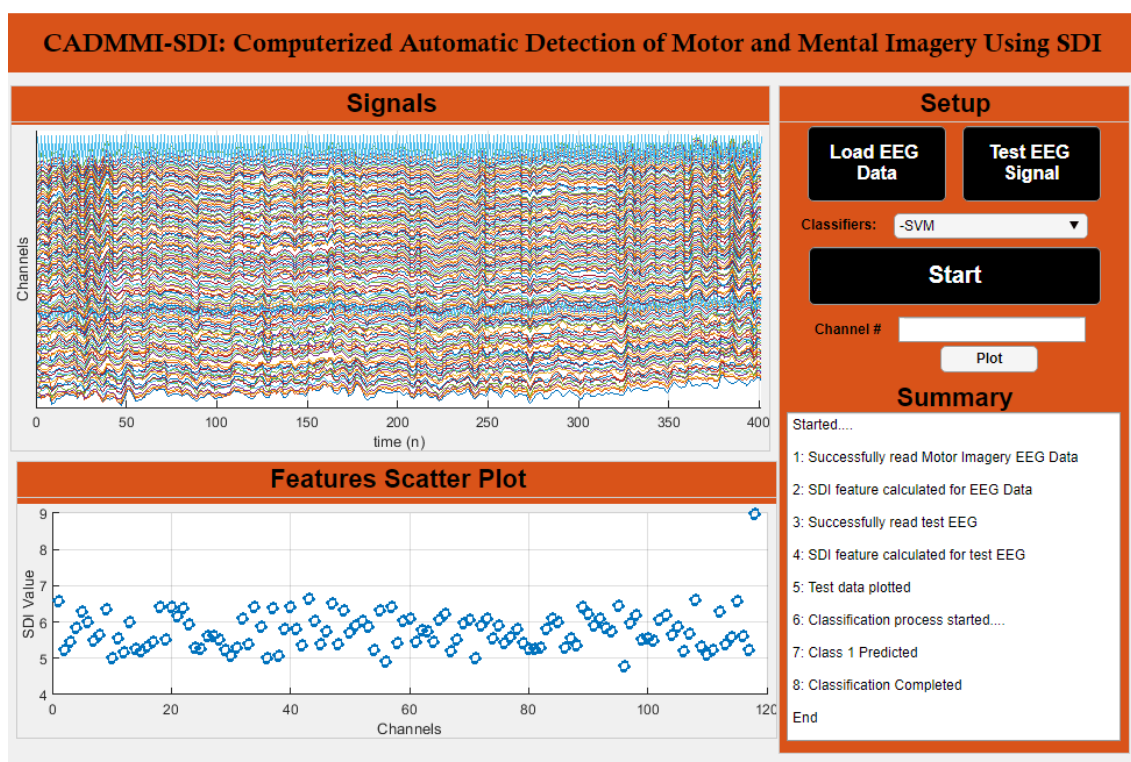 CADMMI-SDI: Computerized Automatic Detection of Motor and Mental Imagery Using SDI
Signals
Channels
0 50 100 150 200 250 300 350 400
time (n)
Features Scatter Plot
9
8
7
6
5
4
SDI Value
0 20 40 60 80 100 120
Channels
Setup
Load EEG
Data
Test EEG
Signal
Classifiers: -SVM
Start
Channel #
Plot
Summary
Started....
1: Successfully read Motor Imagery EEG Data
2: SDI feature calculated for EEG Data
3: Successfully read test EEG
4: SDI feature calculated for test EEG
5: Test data plotted
6: Classification process started....
7: Class 1 Predicted
8: Classification Completed
End